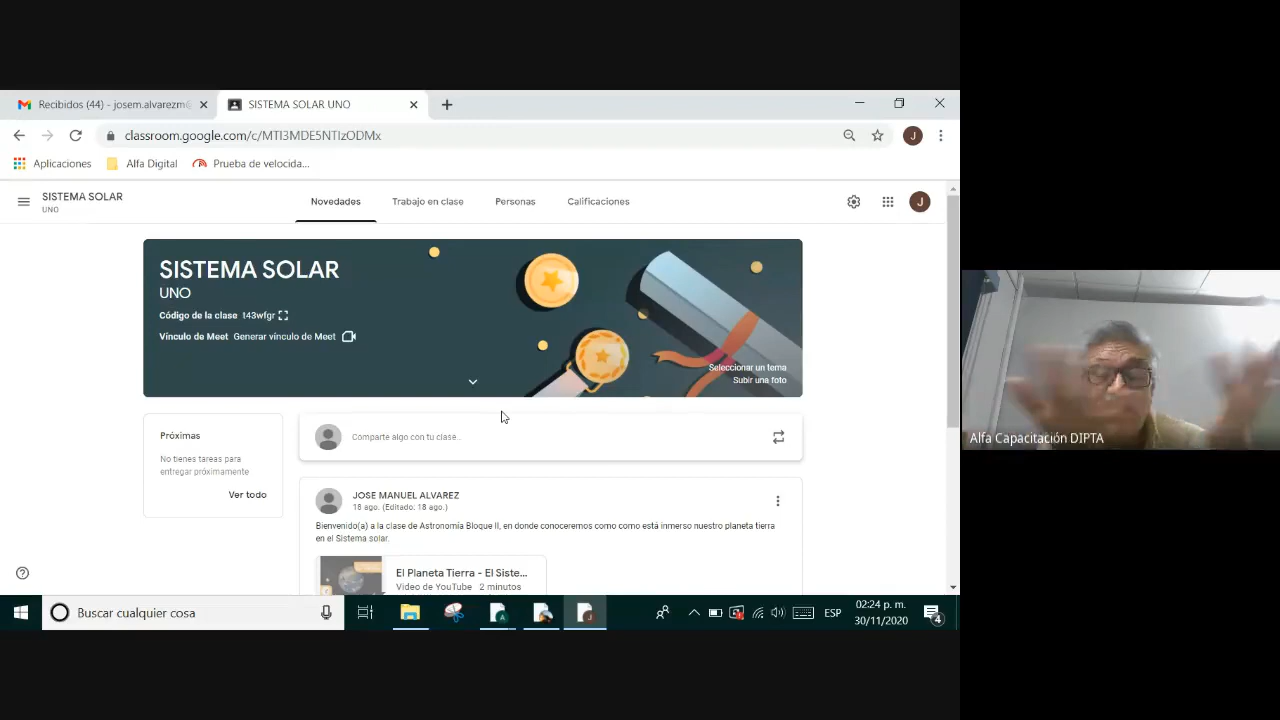 Recibidos (44) - josem.alvarezm@
SISTEMA SOLAR UNO
classroom.google.com/c/MTI3MDE5NTIzODMx
Aplicaciones
Alfa Digital
Prueba de velocida...
SISTEMA SOLAR
UNO
Novedades
Trabajo en clase
Personas
Calificaciones
J
SISTEMA SOLAR
UNO
Código de la clase t43wfgr
Vínculo de Meet Generar vínculo de Meet
Seleccionar un tema
Subir una foto
Próximas
No tienes tareas para
entregar próximamente
Ver todo
Comparte algo con tu clase...
JOSE MANUEL ALVAREZ
18 ago. (Editado: 18 ago.)
Bienvenido(a) a la clase de Astronomía Bloque II, en donde conoceremos como como está inmerso nuestro planeta tierra
en el Sistema solar.
El Planeta Tierra - El Siste...
Video de YouTube 2 minutos
Alfa Capacitación DIPTA
Buscar cualquier cosa
ESP
02:24 p. m.
30/11/2020
4